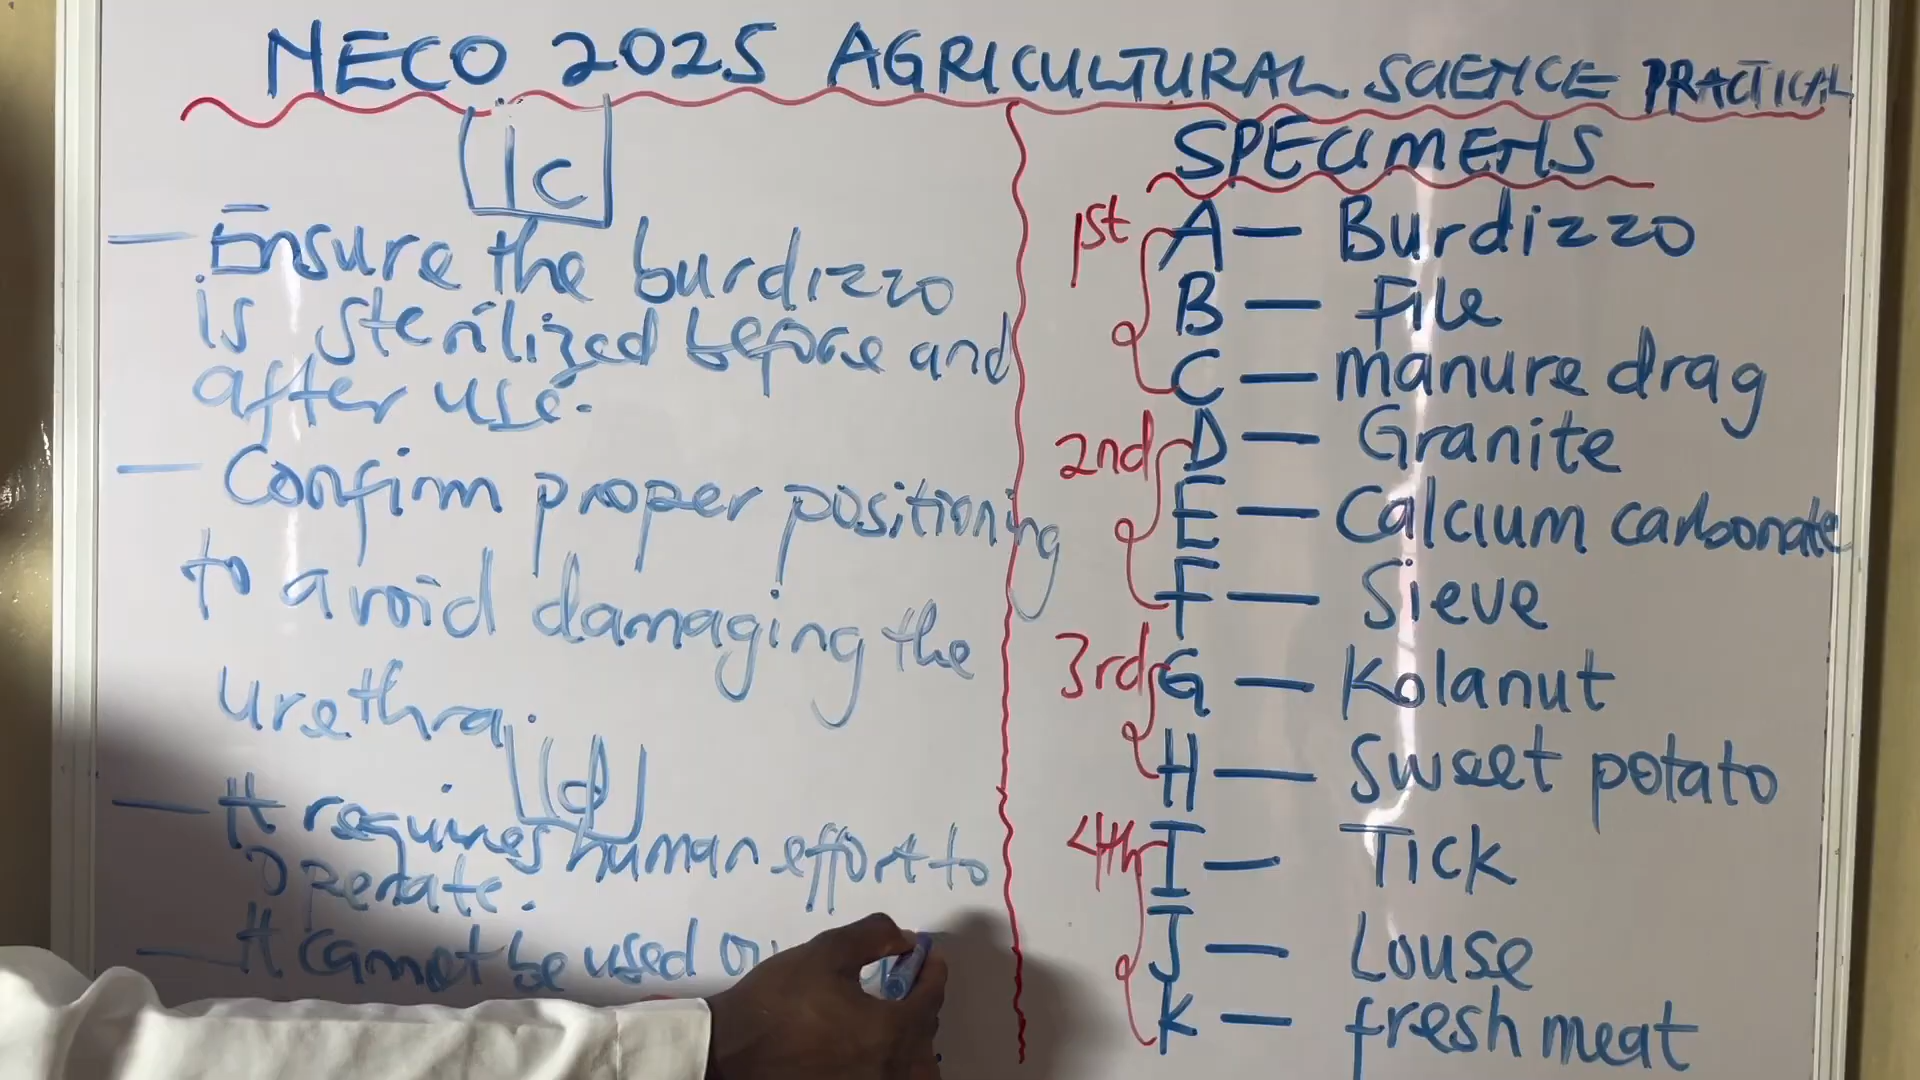 NECO 2025 AGRICULTURAL SCIENCE PRACTICAL
1c
— Ensure the burdizzo
is sterilized before and
after use.
— Confirm proper positioning
to avoid damaging the
urethra.
1d
— It requires human effort to
operate.
— It cannot be used
SPECIMENS
1st
A — Burdizzo
B — File
C — manure drag
2nd
D — Granite
E — Calcium carbonate
F — Sieve
3rd
G — Kolanut
H — Sweet potato
4th
I — Tick
J — Louse
K — fresh meat